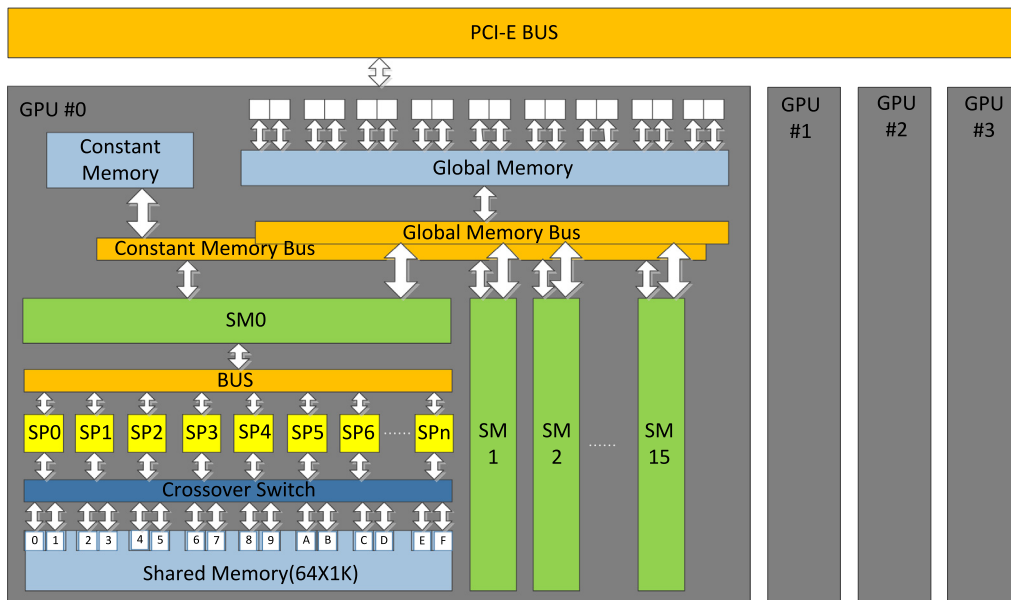 PCI-E BUS
GPU #0
GPU
#1
GPU
#2
GPU
#3
Constant
Memory
Global Memory
Global Memory Bus
Constant Memory Bus
SM0
BUS
SP0 SP1 SP2 SP3 SP4 SP5 SP6 ...... SPn
SM
1
SM
2
......
SM
15
Crossover Switch
0 1 2 3 4 5 6 7 8 9 A B C D E F
Shared Memory(64X1K)